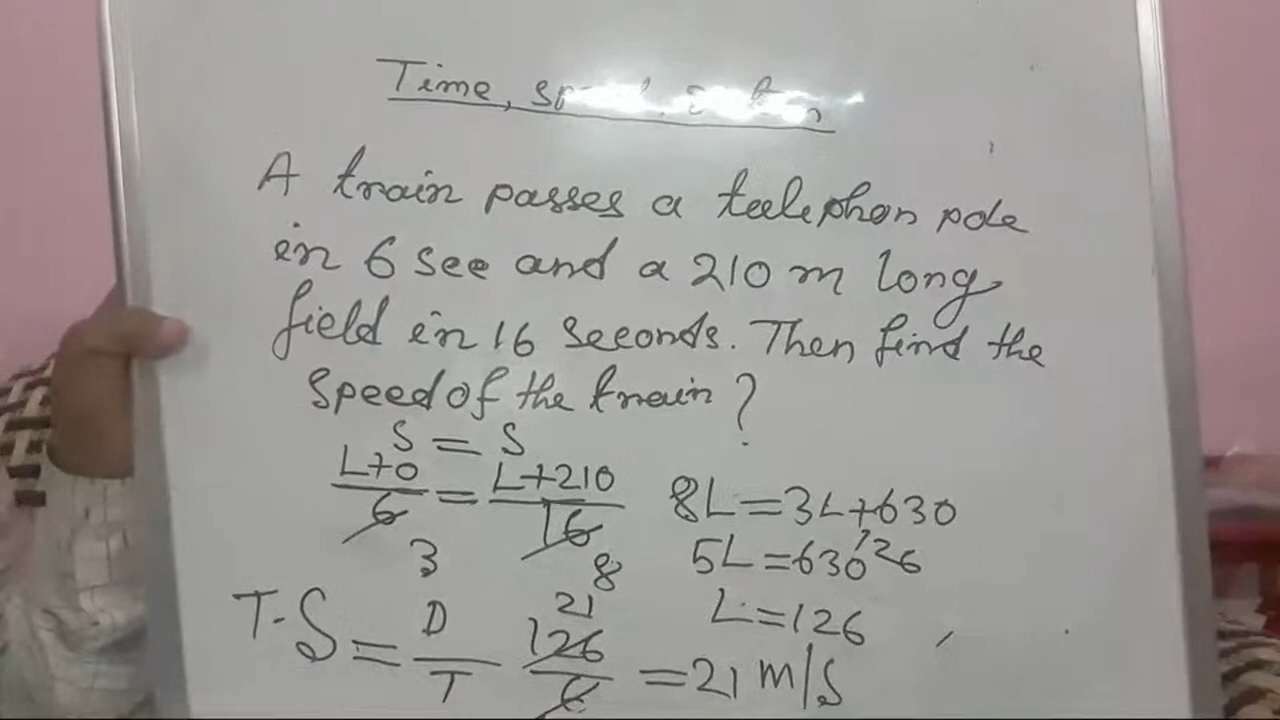 Time,
A train passes a teelephon pole
in 6 sec and a 210 m long
field in 16 seconds. Then find the
speed of the train?
S = S
L+0/6 = L+210/16
3 8
8L=3L+630
5L=630 126
L=126
T.S = D/T 126/6 = 21 m/s
21